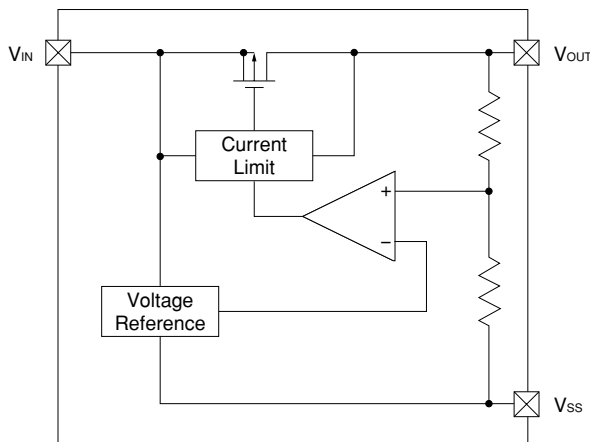 VIN
VOUT
Current
Limit
+
−
Voltage
Reference
VSS